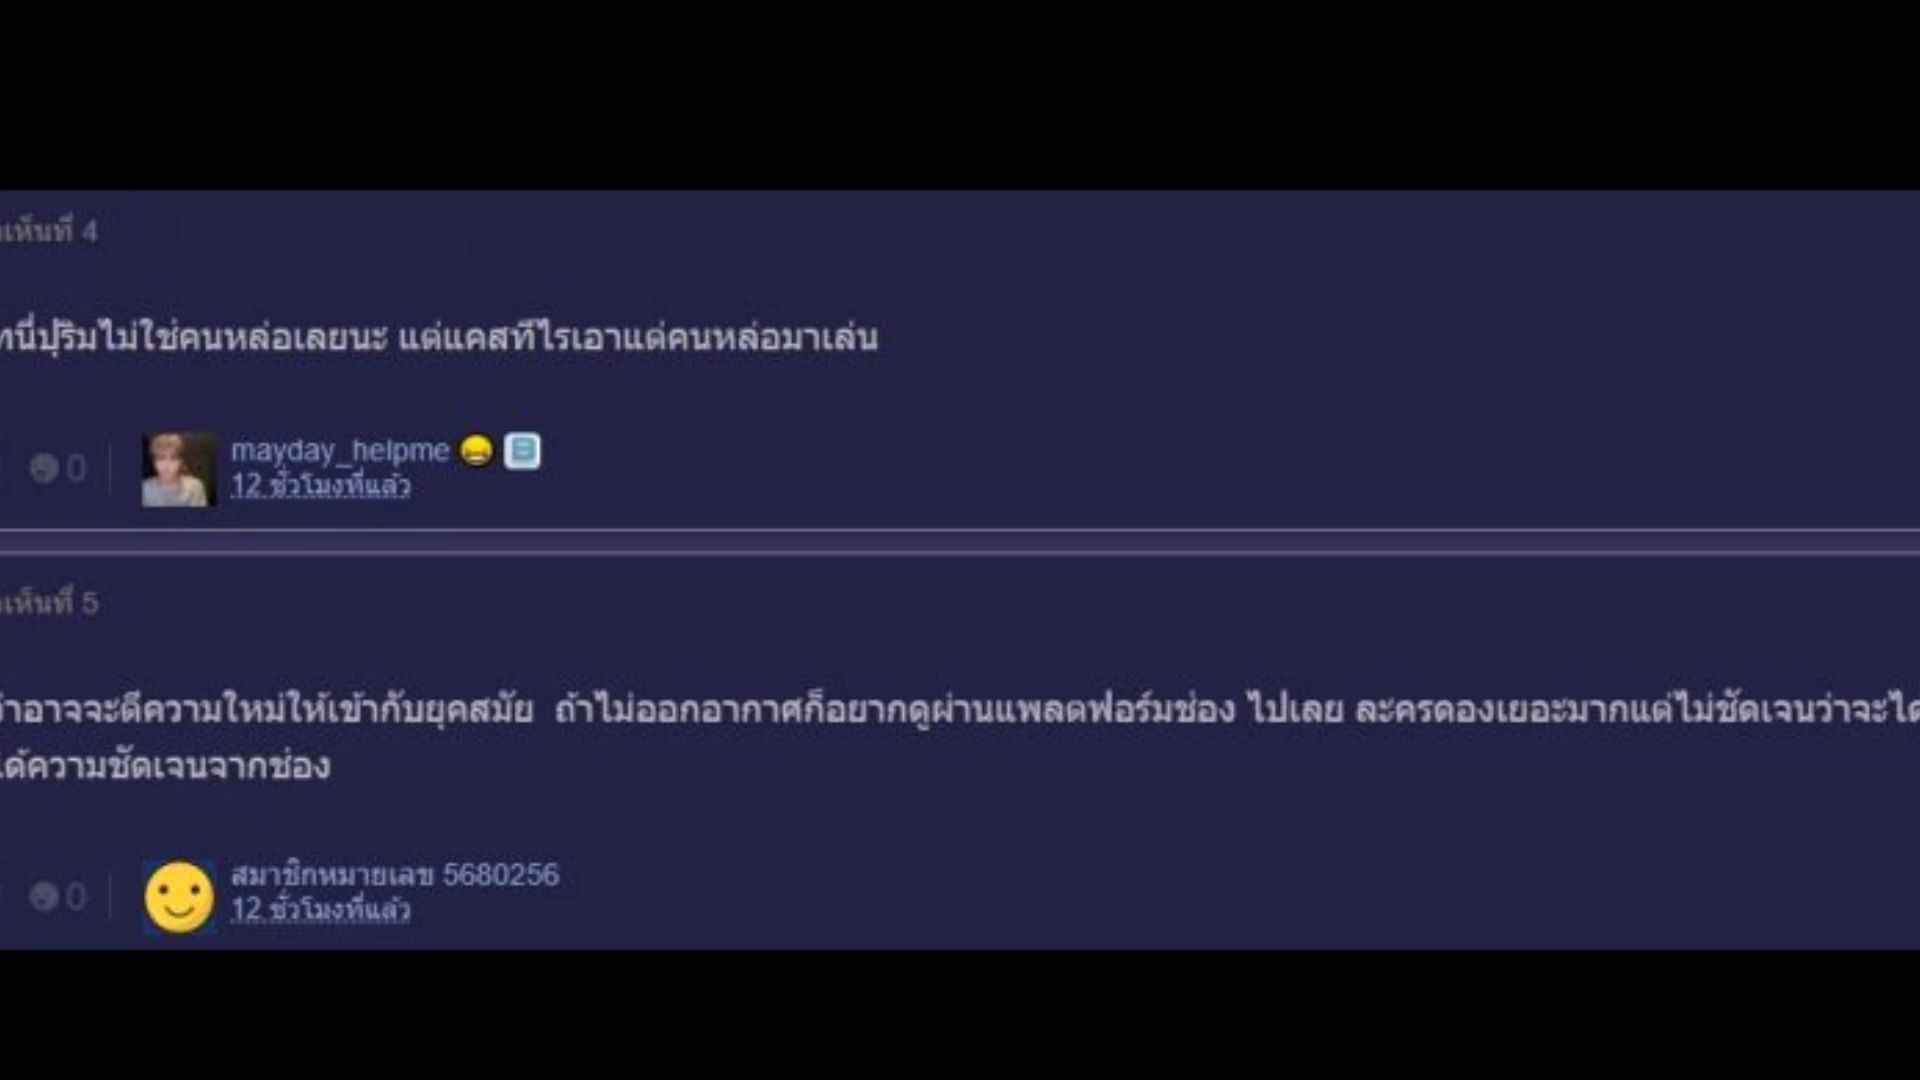 เห็นที่ 4
ปุริมไม่ใช่คนหล่อเลยนะ แต่แคสทีไรเอาแต่คนหล่อมาเล่น
0
mayday_helpme
12 ชั่วโมงที่แล้ว
เห็นที่ 5
ว่าอาจจะตีความใหม่ให้เข้ากับยุคสมัย ถ้าไม่ออกอากาศก็อยากดูผ่านแพลตฟอร์มช่อง ไปเลย ละครดองเยอะมากแต่ไม่ชัดเจนว่าจะได
ได้ความชัดเจนจากช่อง
0
สมาชิกหมายเลข 5680256
12 ชั่วโมงที่แล้ว